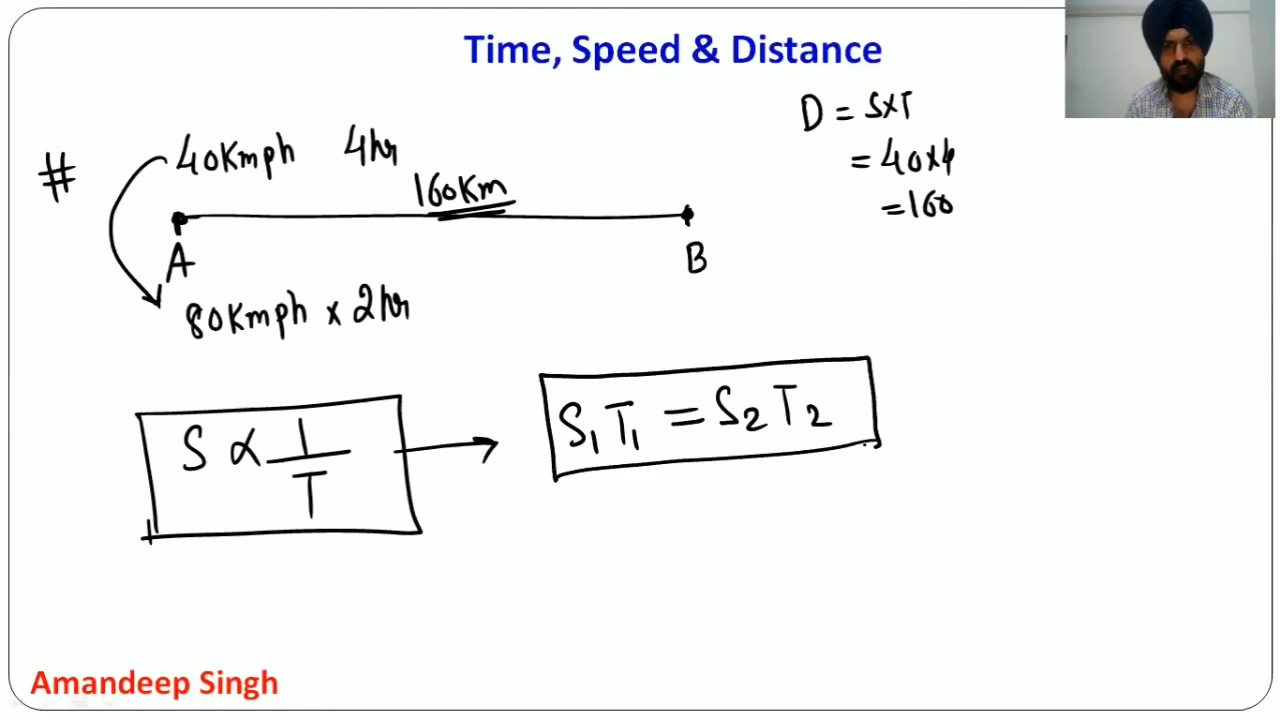 Time, Speed & Distance
D = S×T
= 40×4
= 160
#
40Kmph 4hr
160Km
A
B
80Kmph × 2hr
S ∝ 1/T
S₁T₁ = S₂T₂
Amandeep Singh